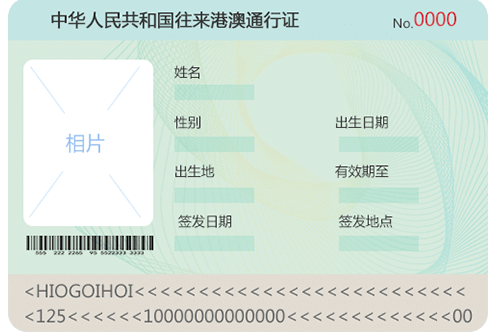 中华人民共和国往来港澳通行证 No.0000
姓名
相片
性别 出生日期
出生地 有效期至
签发日期 签发地点
555 222 2265 95 5522333 3333
<HIOGOIHOI<<<<<<<<<<<<<<<<<<<<<<<<<
<125<<<<<<10000000000000<<<<<<<<<<<<<00